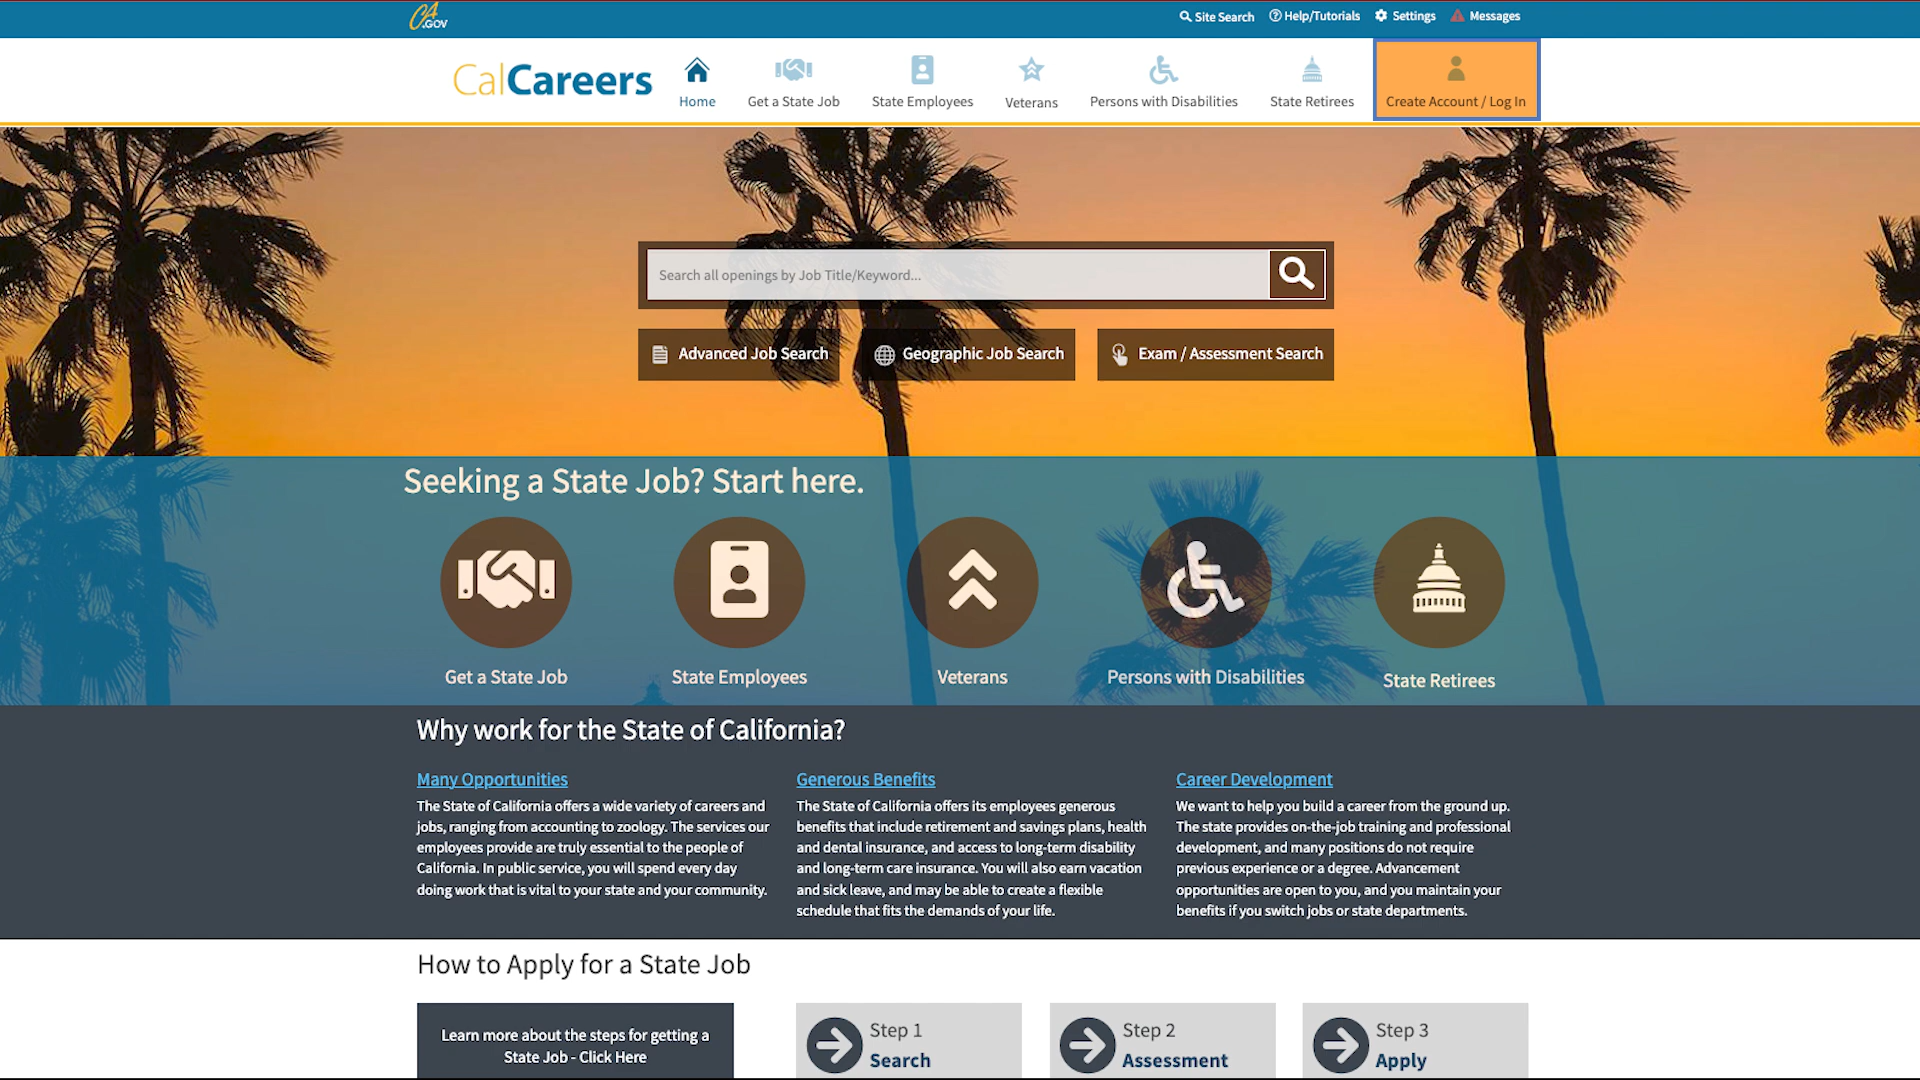 CA.GOV
Site Search Help/Tutorials Settings Messages
CalCareers
Home Get a State Job State Employees Veterans Persons with Disabilities State Retirees Create Account / Log In
Search all openings by Job Title/Keyword...
Advanced Job Search Geographic Job Search Exam / Assessment Search
Seeking a State Job? Start here.
Get a State Job State Employees Veterans Persons with Disabilities State Retirees
Why work for the State of California?
Many Opportunities
The State of California offers a wide variety of careers and
jobs, ranging from accounting to zoology. The services our
employees provide are truly essential to the people of
California. In public service, you will spend every day
doing work that is vital to your state and your community.
Generous Benefits
The State of California offers its employees generous
benefits that include retirement and savings plans, health
and dental insurance, and access to long-term disability
and long-term care insurance. You will also earn vacation
and sick leave, and may be able to create a flexible
schedule that fits the demands of your life.
Career Development
We want to help you build a career from the ground up.
The state provides on-the-job training and professional
development, and many positions do not require
previous experience or a degree. Advancement
opportunities are open to you, and you maintain your
benefits if you switch jobs or state departments.
How to Apply for a State Job
Learn more about the steps for getting a
State Job - Click Here
Step 1
Search
Step 2
Assessment
Step 3
Apply